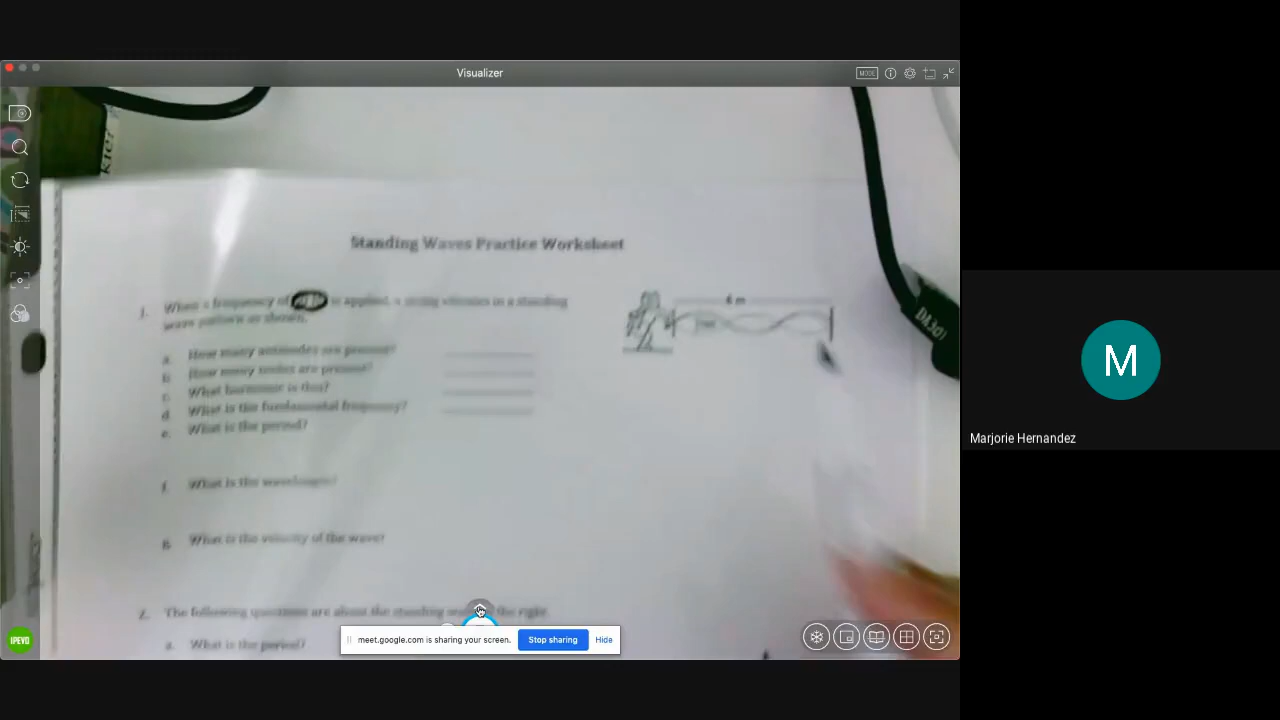 Visualizer
MODE
Standing Waves Practice Worksheet
6 m
DA301
1. When a frequency of is applied, a string vibrates in a standing
wave pattern as shown.
a. How many antinodes are present?
b. How many nodes are present?
c. What harmonic is this?
d. What is the fundamental frequency?
e. What is the period?
f. What is the wavelength?
g. What is the velocity of the wave?
2. The following questions are about the standing the right.
a. What is the period?
meet.google.com is sharing your screen.
Stop sharing
Hide
IPEVO
M
Marjorie Hernandez